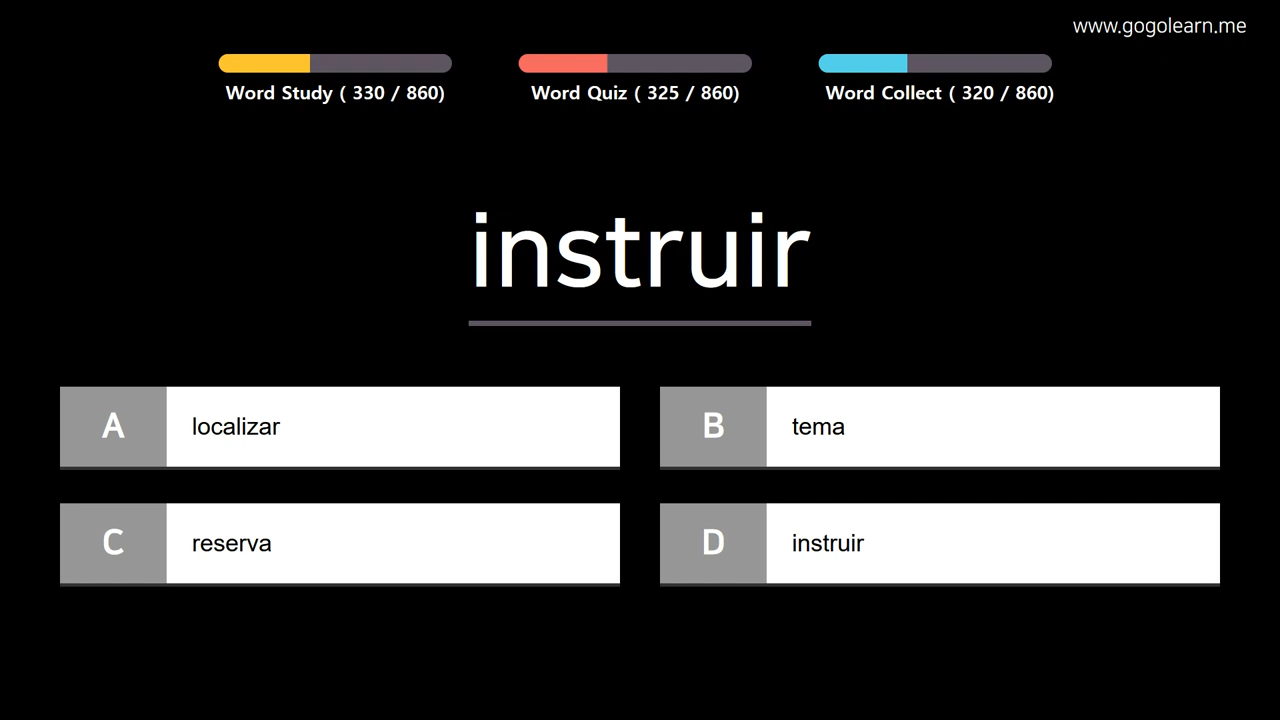 www.gogolearn.me
Word Study ( 330 / 860)
Word Quiz ( 325 / 860)
Word Collect ( 320 / 860)
instruir
A localizar
B tema
C reserva
D instruir